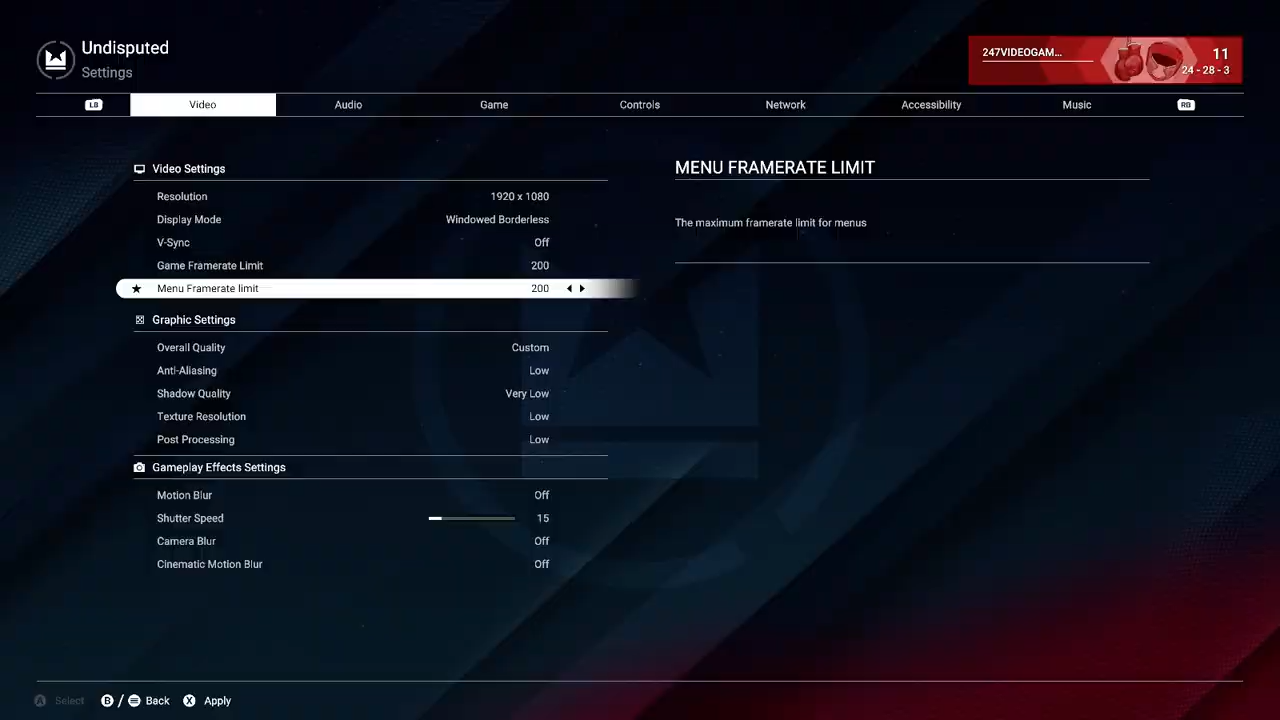 Undisputed
Settings
247VIDEOGAM...
11
24 - 28 - 3
LB Video Audio Game Controls Network Accessibility Music RB
Video Settings
Resolution 1920 x 1080
Display Mode Windowed Borderless
V-Sync Off
Game Framerate Limit 200
Menu Framerate limit 200
Graphic Settings
Overall Quality Custom
Anti-Aliasing Low
Shadow Quality Very Low
Texture Resolution Low
Post Processing Low
Gameplay Effects Settings
Motion Blur Off
Shutter Speed 15
Camera Blur Off
Cinematic Motion Blur Off
MENU FRAMERATE LIMIT
The maximum framerate limit for menus
A Select B / Back X Apply